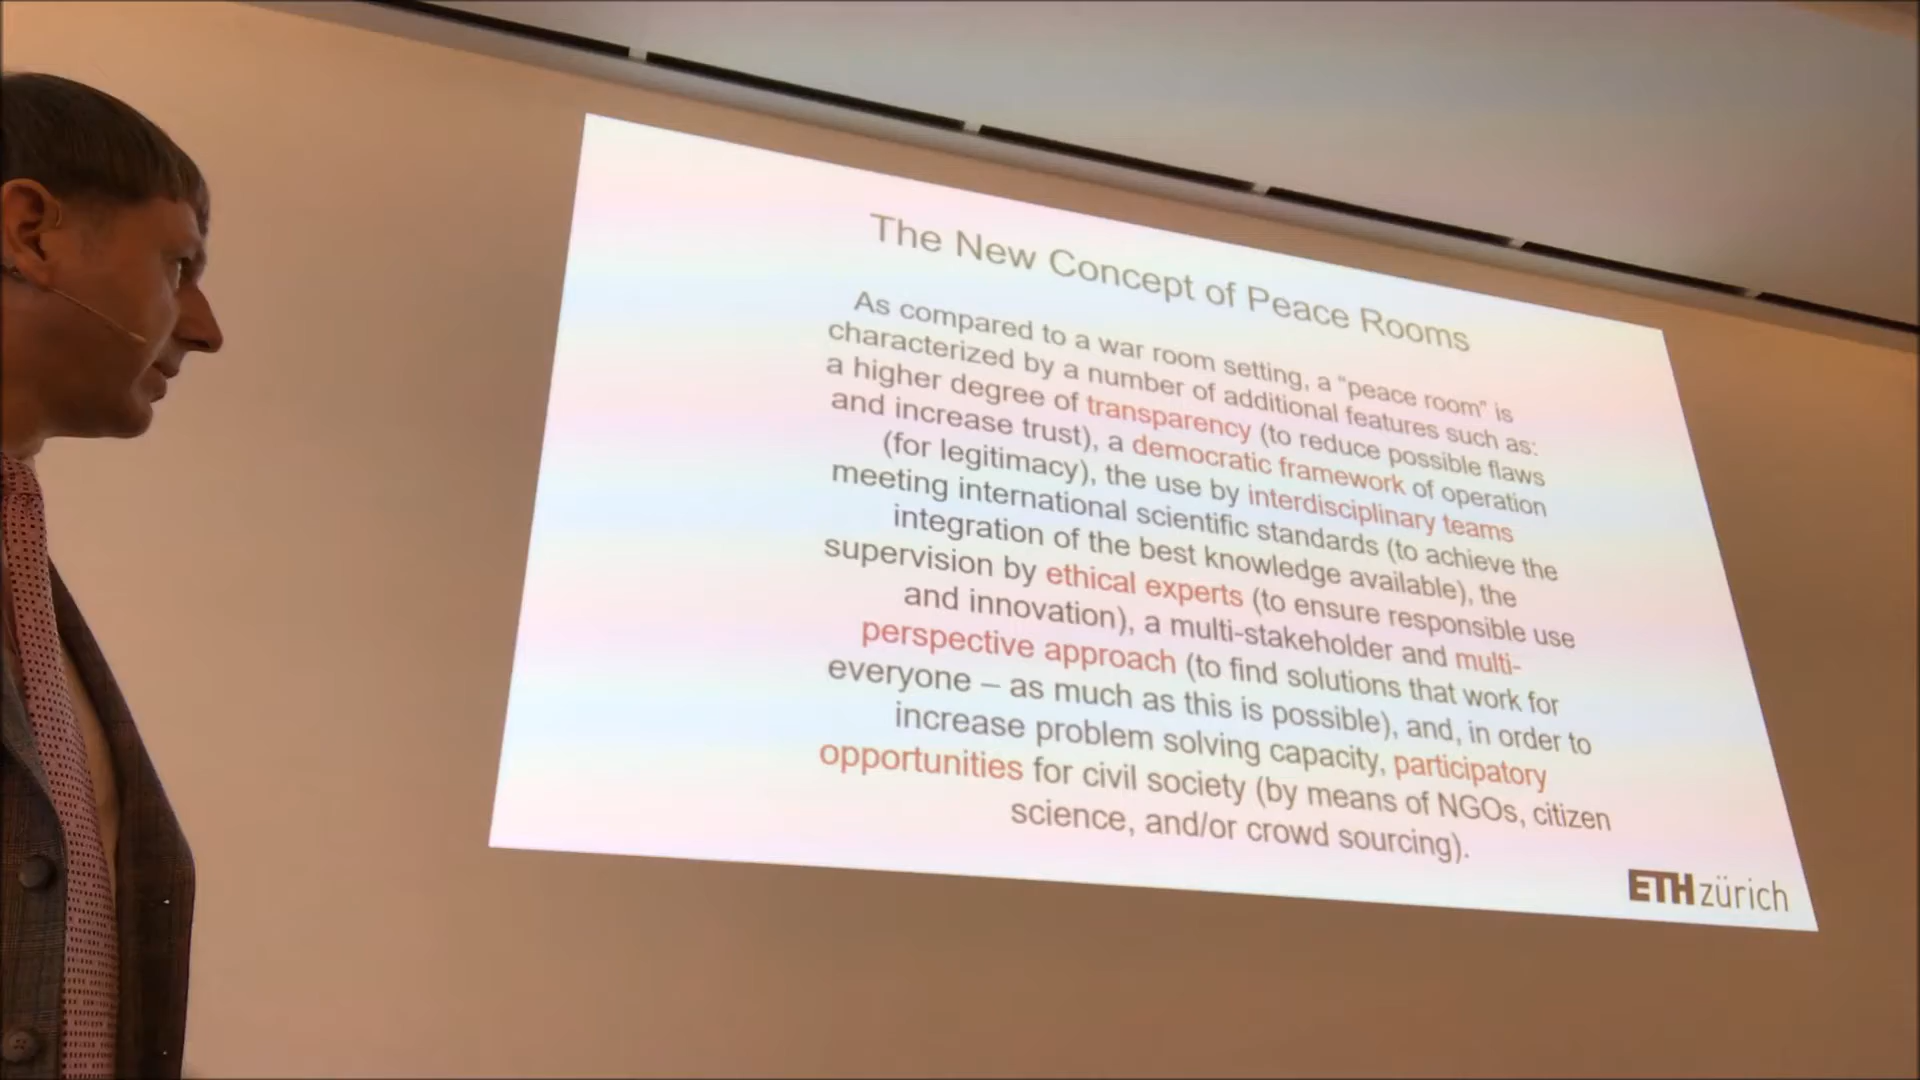 The New Concept of Peace Rooms
As compared to a war room setting, a "peace room" is
characterized by a number of additional features such as:
a higher degree of transparency (to reduce possible flaws
and increase trust), a democratic framework of operation
(for legitimacy), the use by interdisciplinary teams
meeting international scientific standards (to achieve the
integration of the best knowledge available), the
supervision by ethical experts (to ensure responsible use
and innovation), a multi-stakeholder and multi-
perspective approach (to find solutions that work for
everyone – as much as this is possible), and, in order to
increase problem solving capacity, participatory
opportunities for civil society (by means of NGOs, citizen
science, and/or crowd sourcing).
ETH zürich